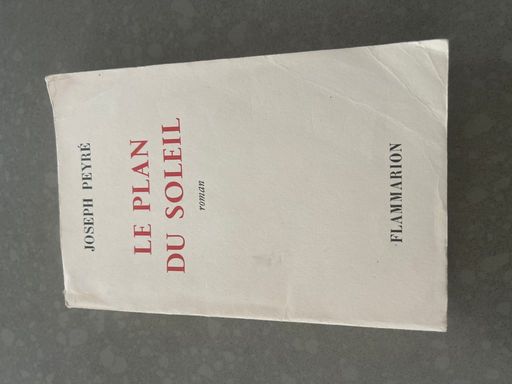 JOSEPH PEYRÉ
LE PLAN
DU SOLEIL
roman
FLAMMARION